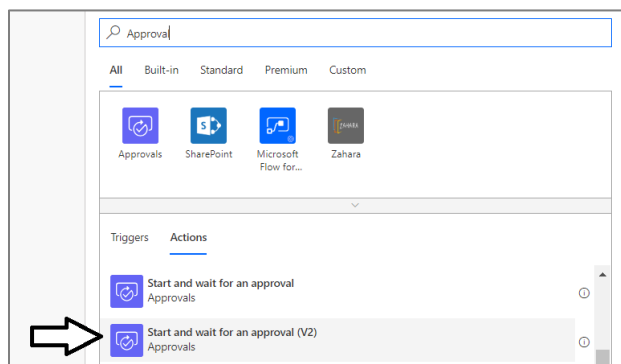 Approval
All Built-in Standard Premium Custom
ZAHARA
Approvals SharePoint Microsoft Flow for... Zahara
Triggers Actions
Start and wait for an approval
Approvals
Start and wait for an approval (V2)
Approvals